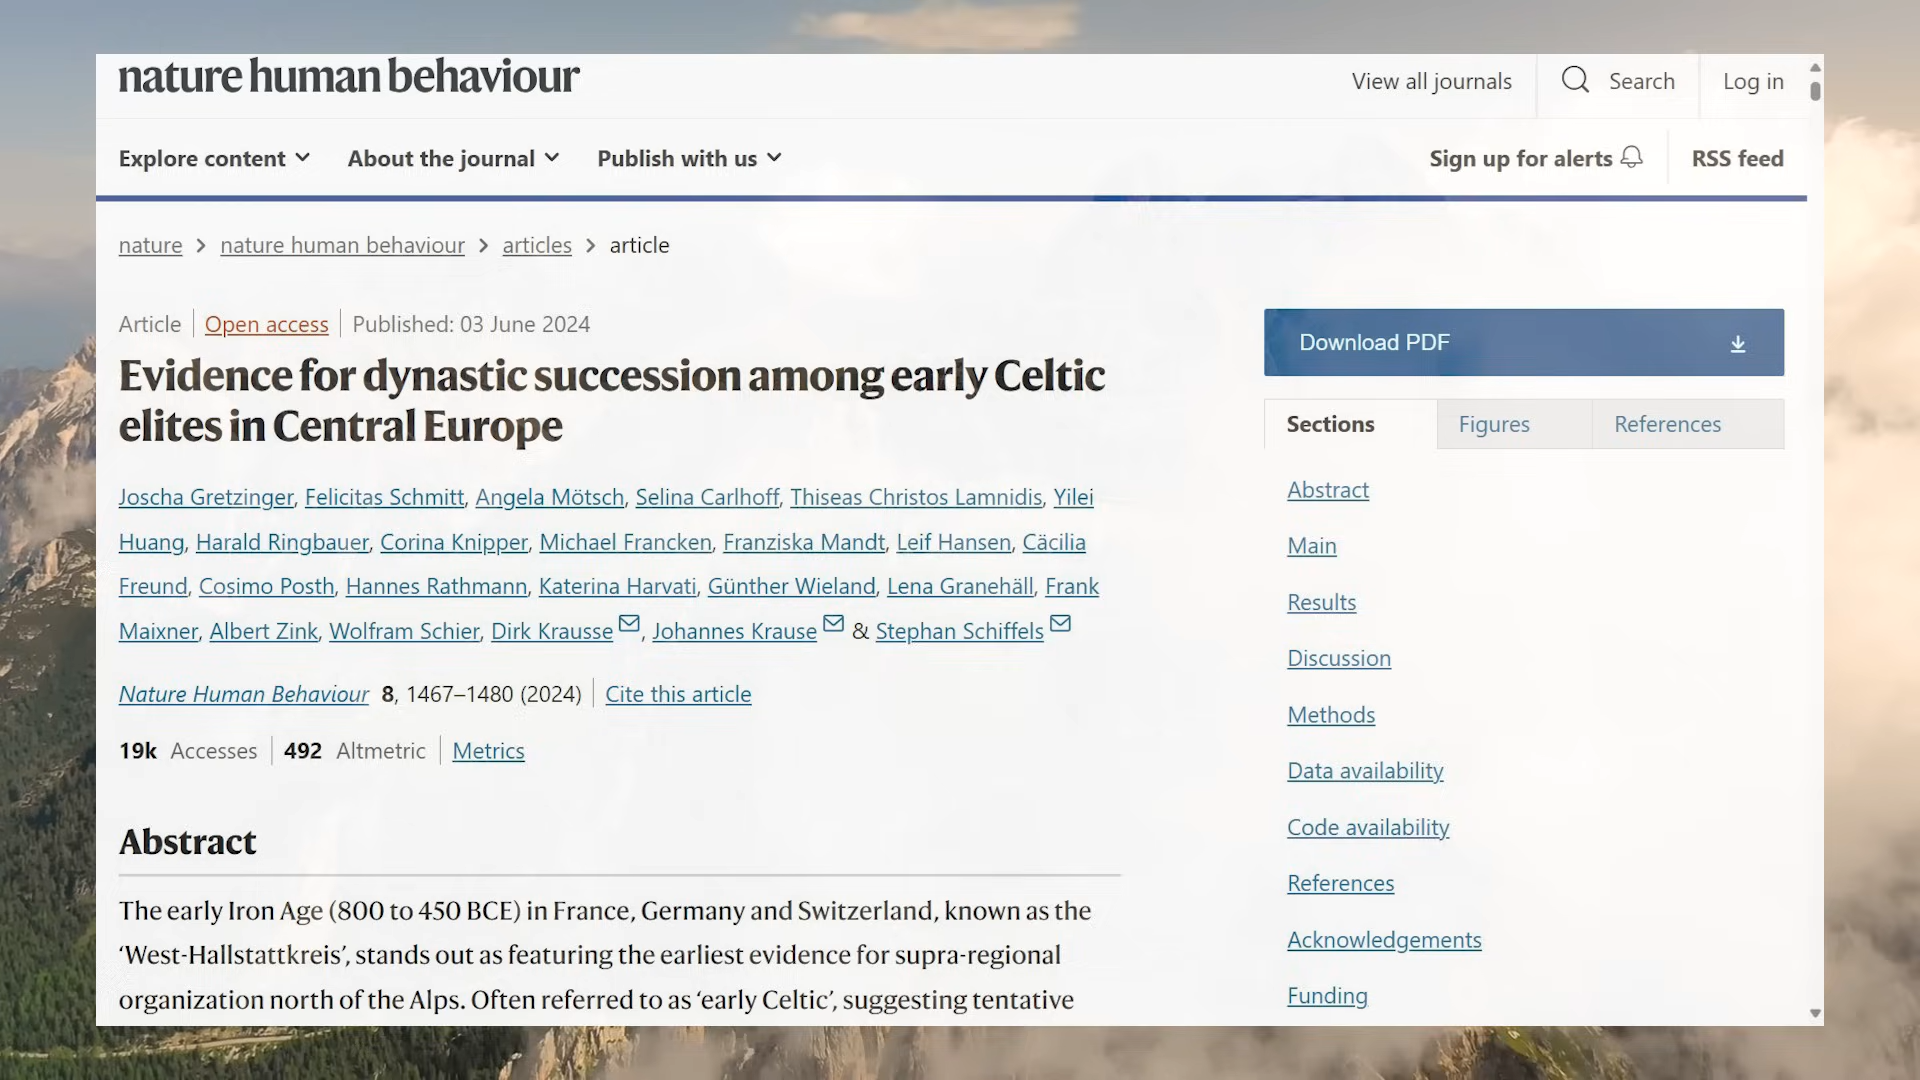 nature human behaviour
View all journals
Search
Log in
Explore content
About the journal
Publish with us
Sign up for alerts
RSS feed
nature > nature human behaviour > articles > article
Article | Open access | Published: 03 June 2024
Evidence for dynastic succession among early Celtic
elites in Central Europe
Joscha Gretzinger, Felicitas Schmitt, Angela Mötsch, Selina Carlhoff, Thiseas Christos Lamnidis, Yilei
Huang, Harald Ringbauer, Corina Knipper, Michael Francken, Franziska Mandt, Leif Hansen, Cäcilia
Freund, Cosimo Posth, Hannes Rathmann, Katerina Harvati, Günther Wieland, Lena Granehäll, Frank
Maixner, Albert Zink, Wolfram Schier, Dirk Krausse, Johannes Krause & Stephan Schiffels
Nature Human Behaviour 8, 1467–1480 (2024) | Cite this article
19k Accesses | 492 Altmetric | Metrics
Abstract
The early Iron Age (800 to 450 BCE) in France, Germany and Switzerland, known as the
‘West-Hallstattkreis’, stands out as featuring the earliest evidence for supra-regional
organization north of the Alps. Often referred to as ‘early Celtic’, suggesting tentative
Download PDF
Sections
Figures
References
Abstract
Main
Results
Discussion
Methods
Data availability
Code availability
References
Acknowledgements
Funding